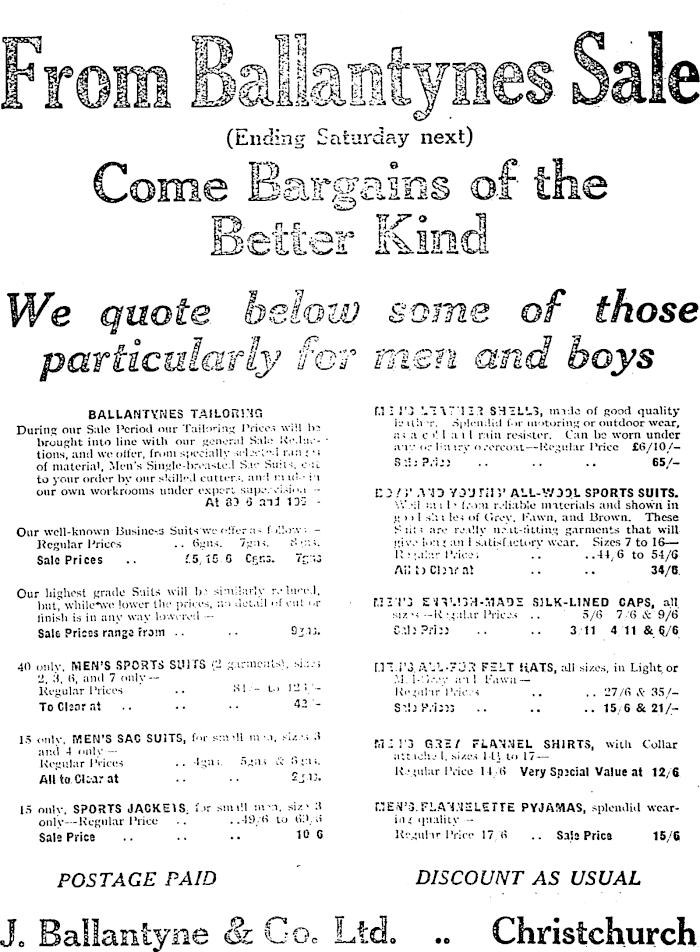 From Ballantynes Sale
(Ending Saturday next)
Come Bargains of the
Better Kind
We quote below some of those
particularly for men and boys
BALLANTYNES TAILORING
During our Sale Period our Tailoring Prices will be
brought into line with our general Sale Reduc-
tions, and we offer, from specially selected ranges
of material, Men's Single-breasted Sac Suits, cut
to your order by our skilled cutters, and made in
our own workrooms under expert supervision —
At 89 6 and 105 -
Our well-known Business Suits we offer as follows —
Regular Prices .. 6gns. 7gns. 8gns.
Sale Prices .. £5/15/6 6gns. 7gns
Our highest grade Suits will be similarly reduced,
but, while we lower the prices, no detail of cut or
finish is in any way lowered —
Sale Prices range from .. 9gns.
40 only, MEN'S SPORTS SUITS (2 garments), sizes
2, 3, 6, and 7 only—
Regular Prices .. 84/- to
To Clear at .. .. 42/-
15 only, MEN'S SAC SUITS, for small men, sizes 3
and 4 only —
Regular Prices .. 4gns. 5gns & 6gns.
All to Clear at .. 2gns.
15 only, SPORTS JACKETS, for small men, size 3
only—Regular Price .. ..49/6 to
Sale Price .. .. .. 10 6
MEN'S LEATHER SHELLS, made of good quality
leather. Splendid for motoring or outdoor wear,
as a cold and rain resister. Can be worn under
any ordinary overcoat—Regular Price £6/10/-
Sale Price .. .. .. 65/-
BOYS' AND YOUTHS' ALL-WOOL SPORTS SUITS.
Well made from reliable materials and shown in
good shades of Grey, Fawn, and Brown. These
Suits are really neat-fitting garments that will
give long and satisfactory wear. Sizes 7 to 16—
Regular Prices .. ..44/6 to 54/6
All to Clear at .. .. 34/6
MEN'S ENGLISH-MADE SILK-LINED CAPS, all
sizes—Regular Prices .. 5/6 7/6 & 9/6
Sale Price .. .. 3/11 4/11 & 6/6
MEN'S ALL-FUR FELT HATS, all sizes, in Light or
Mid-Grey and Fawn—
Regular Prices .. .. 27/6 & 35/-
Sale Prices .. .. 15/6 & 21/-
MEN'S GREY FLANNEL SHIRTS, with Collar
attached, sizes 14½ to 17—
Regular Price 14/6 Very Special Value at 12/6
MEN'S FLANNELETTE PYJAMAS, splendid wear-
ing quality —
Regular Price 17/6 .. Sale Price 15/6
POSTAGE PAID
DISCOUNT AS USUAL
J. Ballantyne & Co. Ltd. .. Christchurch